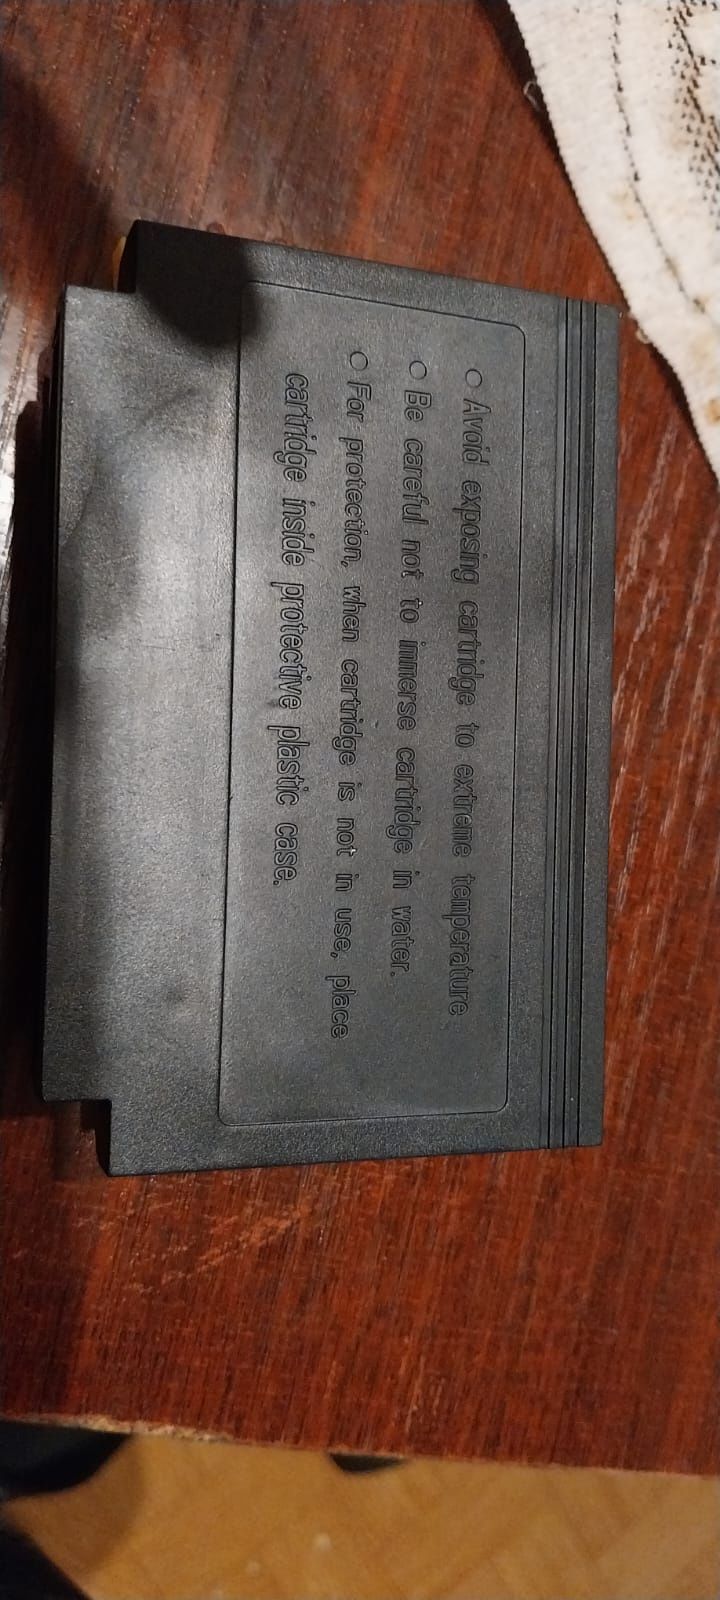 ○ Avoid exposing cartridge to extreme temperature
○ Be careful not to immerse cartridge in water.
○ For protection, when cartridge is not in use, place
cartridge inside protective plastic case.